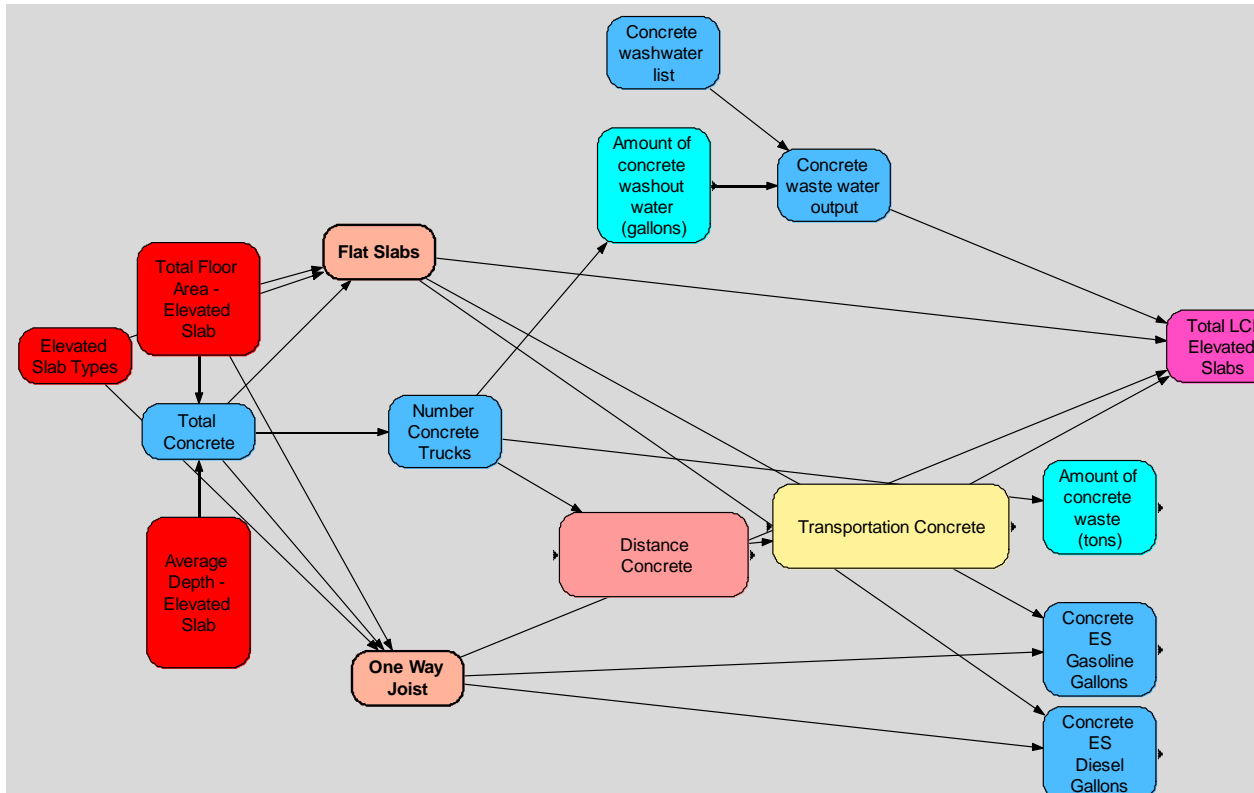 Concrete
washwater
list
Amount of
concrete
washout
water
(gallons)
Concrete
waste water
output
Flat Slabs
Total Floor
Area -
Elevated
Slab
Elevated
Slab Types
Total LCI
Elevated
Slabs
Total
Concrete
Number
Concrete
Trucks
Amount of
concrete
waste
(tons)
Transportation Concrete
Distance
Concrete
Average
Depth -
Elevated
Slab
One Way
Joist
Concrete
ES
Gasoline
Gallons
Concrete
ES
Diesel
Gallons